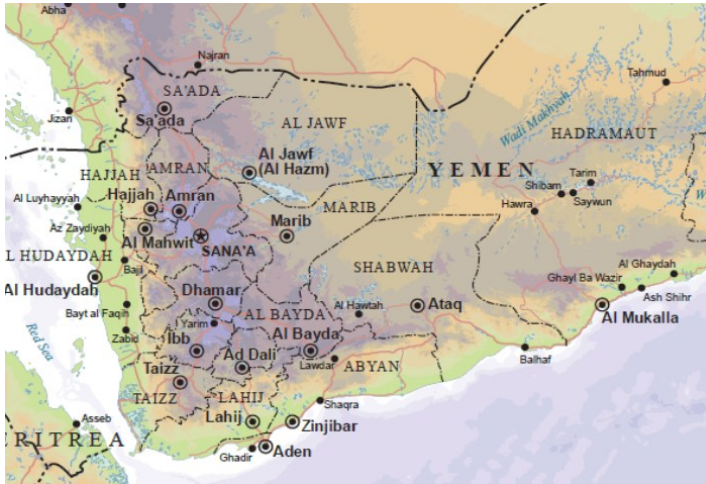 Abha
Najran
Tahmud
SA'ADA
Sa'ada
Jizan
AL JAWF
Wadi Makhyah
HADRAMAUT
Al Jawf
(Al Hazm)
HAJJAH
AMRAN
YEMEN
Tarim
Shibam
Saywun
Al Luhayyah
Hajjah
Amran
MARIB
Hawra
Az Zaydiyah
Al Mahwit
SANA'A
Marib
L HUDAYDAH
Bajil
SHABWAH
Al Ghaydah
Al Hudaydah
Ghayl Ba Wazir
Ash Shihr
Dhamar
Bayt al Faqih
AL BAYDA
Al Hawtah
Ataq
Al Mukalla
Red Sea
Zabid
Yarim
Ibb
Al Bayda
Balhaf
Ad Dali
Lawdar
ABYAN
Taizz
TAIZZ
LAHIJ
Shaqra
Asseb
Lahij
Zinjibar
ERITREA
Ghadir
Aden